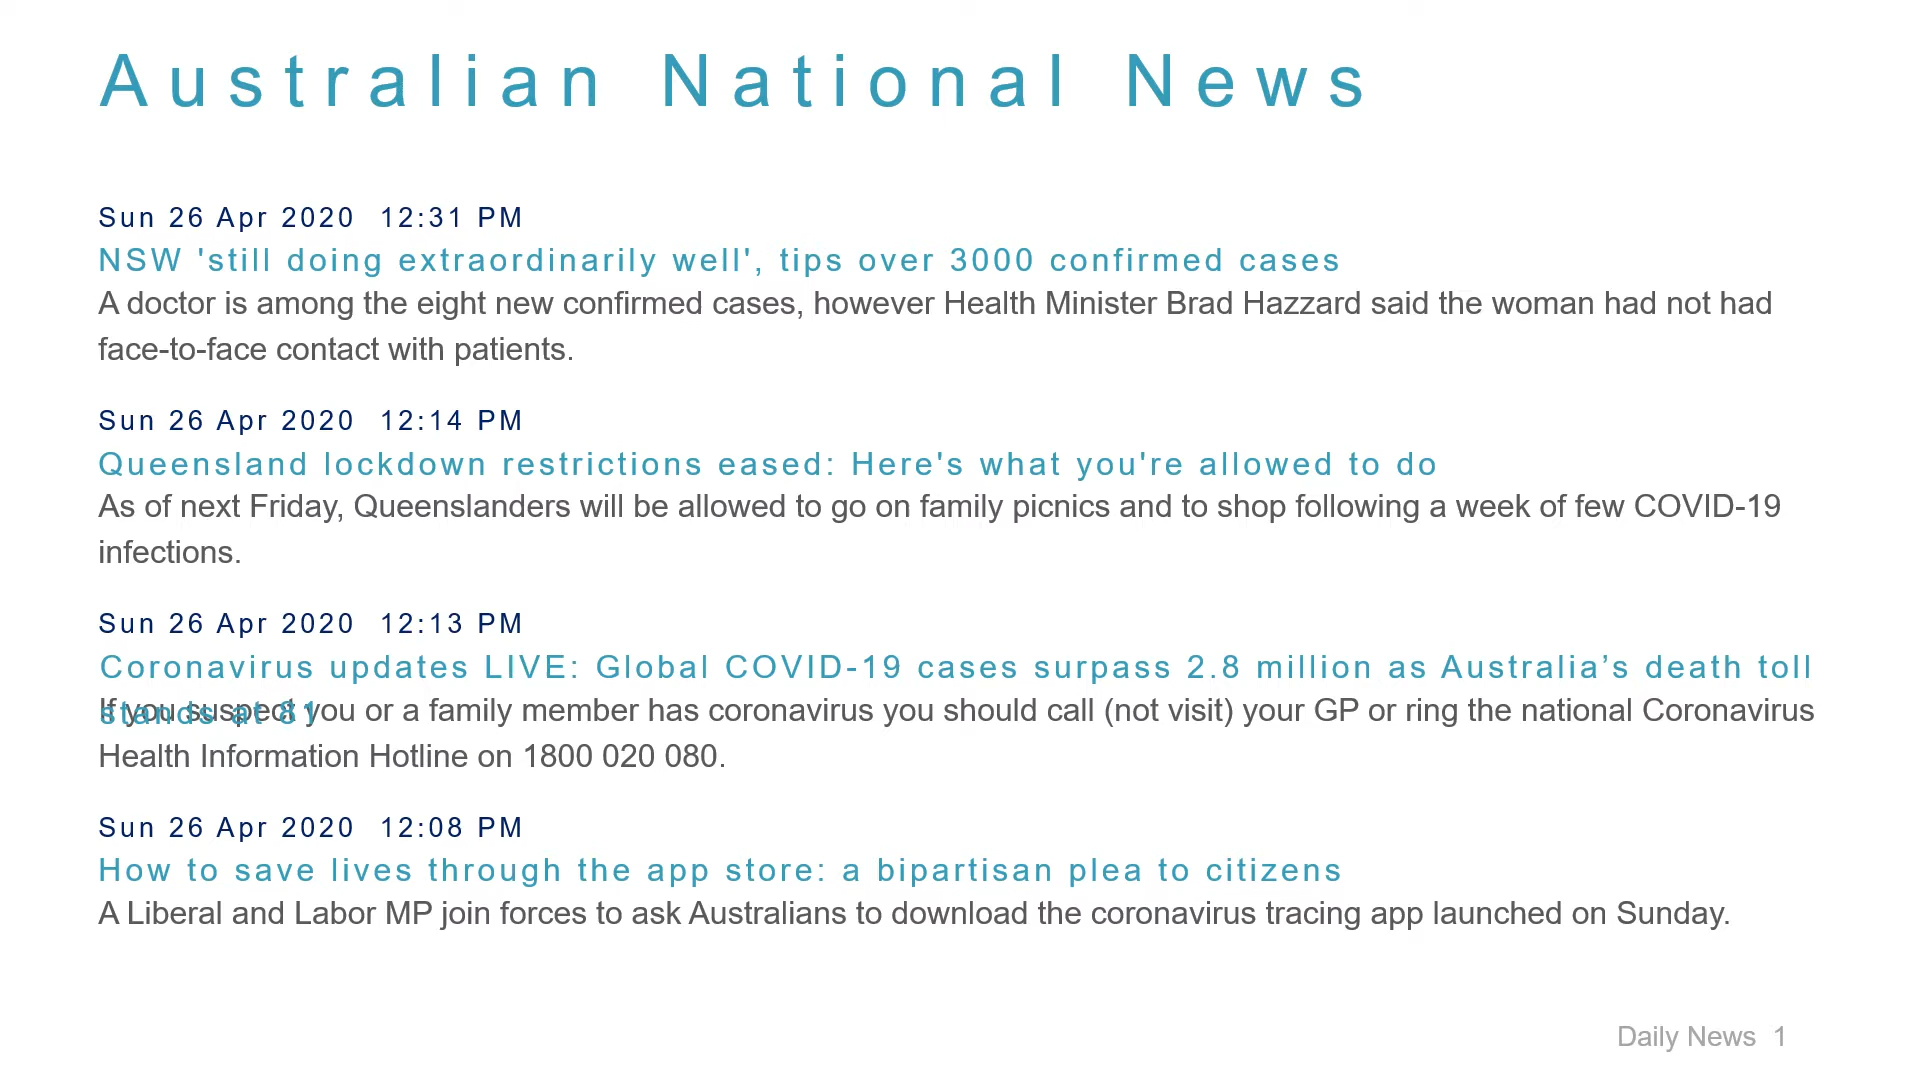 Australian National News
Sun 26 Apr 2020 12:31 PM
NSW 'still doing extraordinarily well', tips over 3000 confirmed cases
A doctor is among the eight new confirmed cases, however Health Minister Brad Hazzard said the woman had not had
face-to-face contact with patients.
Sun 26 Apr 2020 12:14 PM
Queensland lockdown restrictions eased: Here's what you're allowed to do
As of next Friday, Queenslanders will be allowed to go on family picnics and to shop following a week of few COVID-19
infections.
Sun 26 Apr 2020 12:13 PM
Coronavirus updates LIVE: Global COVID-19 cases surpass 2.8 million as Australia’s death toll
stands at 81
If you suspect you or a family member has coronavirus you should call (not visit) your GP or ring the national Coronavirus
Health Information Hotline on 1800 020 080.
Sun 26 Apr 2020 12:08 PM
How to save lives through the app store: a bipartisan plea to citizens
A Liberal and Labor MP join forces to ask Australians to download the coronavirus tracing app launched on Sunday.
Daily News 1